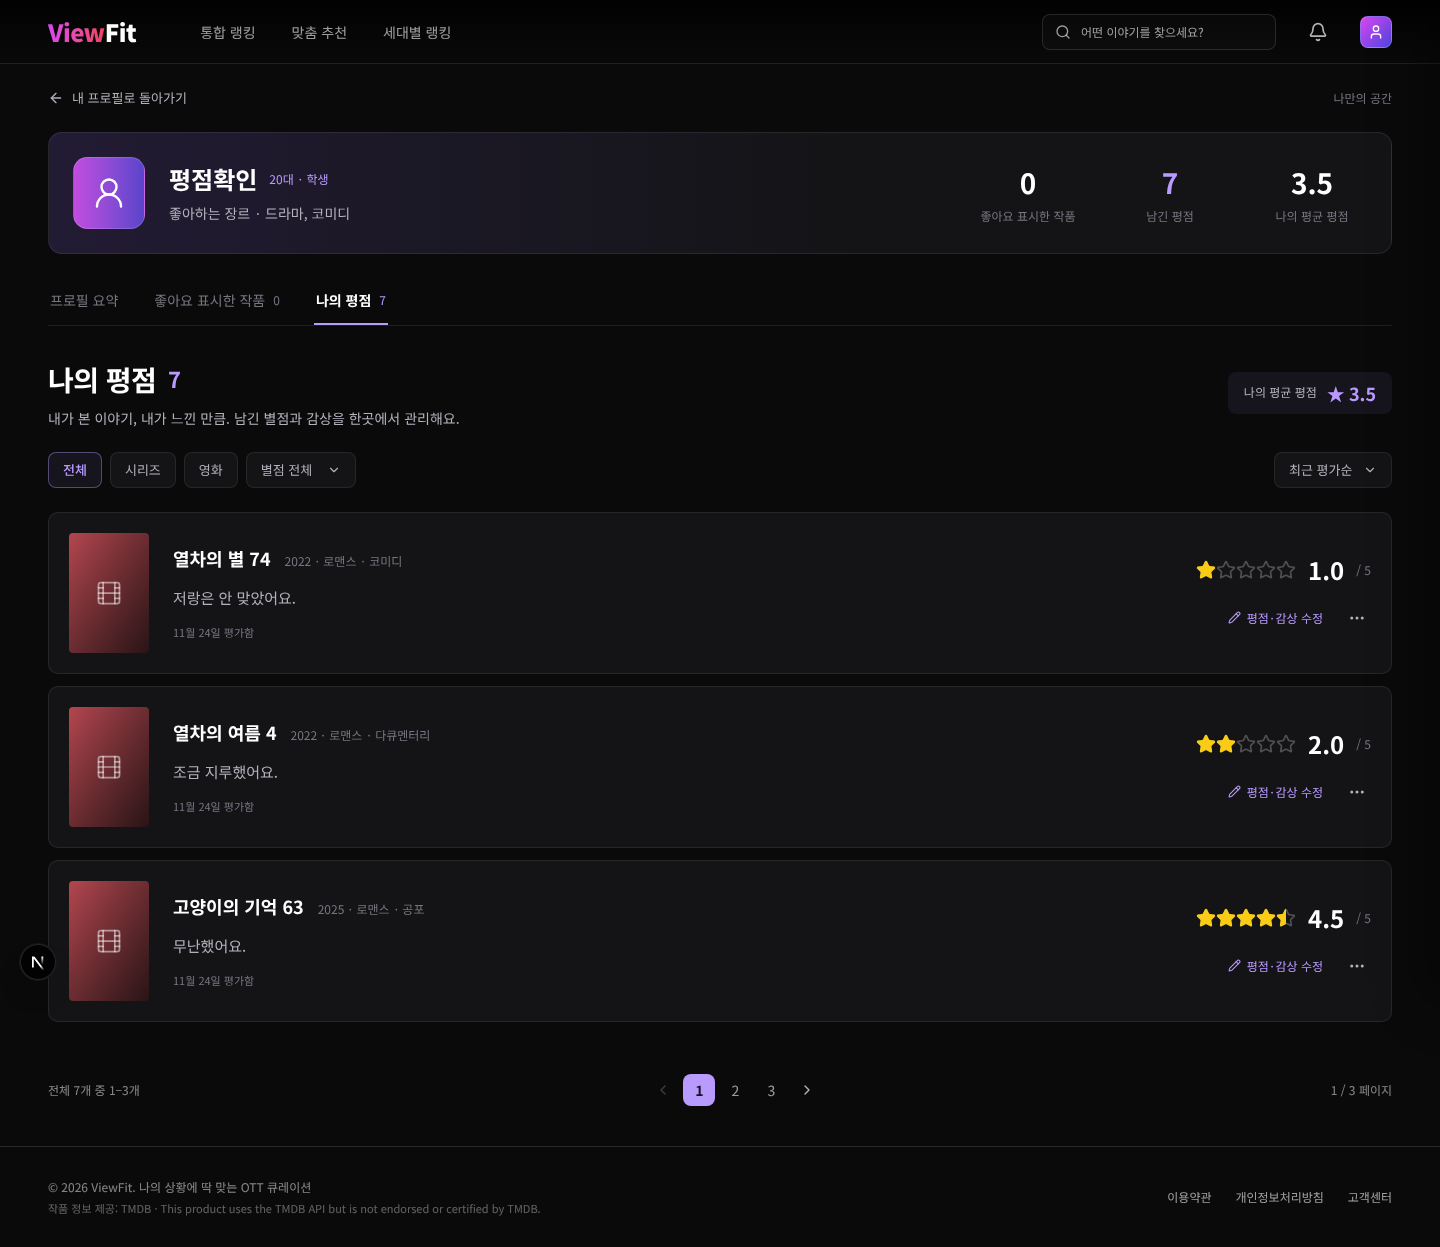 ViewFit
통합 랭킹
맞춤 추천
세대별 랭킹
어떤 이야기를 찾으세요?
내 프로필로 돌아가기
나만의 공간
평점확인
20대 · 학생
좋아하는 장르 · 드라마, 코미디
0
좋아요 표시한 작품
7
남긴 평점
3.5
나의 평균 평점
프로필 요약
좋아요 표시한 작품 0
나의 평점 7
나의 평점 7
내가 본 이야기, 내가 느낀 만큼. 남긴 별점과 감상을 한곳에서 관리해요.
나의 평균 평점 ★ 3.5
전체
시리즈
영화
별점 전체
최근 평가순
열차의 별 74
2022 · 로맨스 · 코미디
저랑은 안 맞았어요.
11월 24일 평가함
1.0 / 5
평점·감상 수정
열차의 여름 4
2022 · 로맨스 · 다큐멘터리
조금 지루했어요.
11월 24일 평가함
2.0 / 5
평점·감상 수정
고양이의 기억 63
2025 · 로맨스 · 공포
무난했어요.
11월 24일 평가함
4.5 / 5
평점·감상 수정
N
전체 7개 중 1–3개
1
2
3
1 / 3 페이지
© 2026 ViewFit. 나의 상황에 딱 맞는 OTT 큐레이션
작품 정보 제공: TMDB · This product uses the TMDB API but is not endorsed or certified by TMDB.
이용약관
개인정보처리방침
고객센터